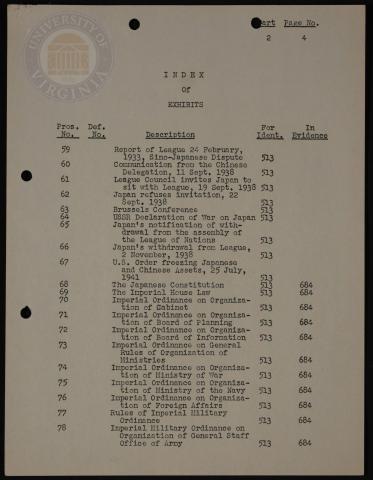 UNIVERSITY OF VIRGINIA
Part Page No.
2 4
INDEX
Of
EXHIBITS
Pros. Def. For In
No. No. Description Ident. Evidence
59 Report of League 24 February,
1933, Sino-Japanese Dispute 513
60 Communication from the Chinese
Delegation, 11 Sept. 1938 513
61 League Council invites Japan to
sit with League, 19 Sept. 1938 513
62 Japan refuses invitation, 22
Sept. 1938 513
63 Brussels Conference 513
64 USSR Declaration of War on Japan 513
65 Japan's notification of with-
drawal from the assembly of
the League of Nations 513
66 Japan's withdrawal from League,
2 November, 1938 513
67 U.S. Order freezing Japanese
and Chinese Assets, 25 July,
1941 513
68 The Japanese Constitution 513 684
69 The Imperial House Law 513 684
70 Imperial Ordinance on Organiza-
tion of Cabinet 513 684
71 Imperial Ordinance on Organiza-
tion of Board of Planning 513 684
72 Imperial Ordinance on Organiza-
tion of Board of Information 513 684
73 Imperial Ordinance on General
Rules of Organization of
Ministries 513 684
74 Imperial Ordinance on Organiza-
tion of Ministry of War 513 684
75 Imperial Ordinance on Organiza-
tion of Ministry of the Navy 513 684
76 Imperial Ordinance on Organiza-
tion of Foreign Affairs 513 684
77 Rules of Imperial Military
Ordinance 513 684
78 Imperial Military Ordinance on
Organization of General Staff
Office of Army 513 684